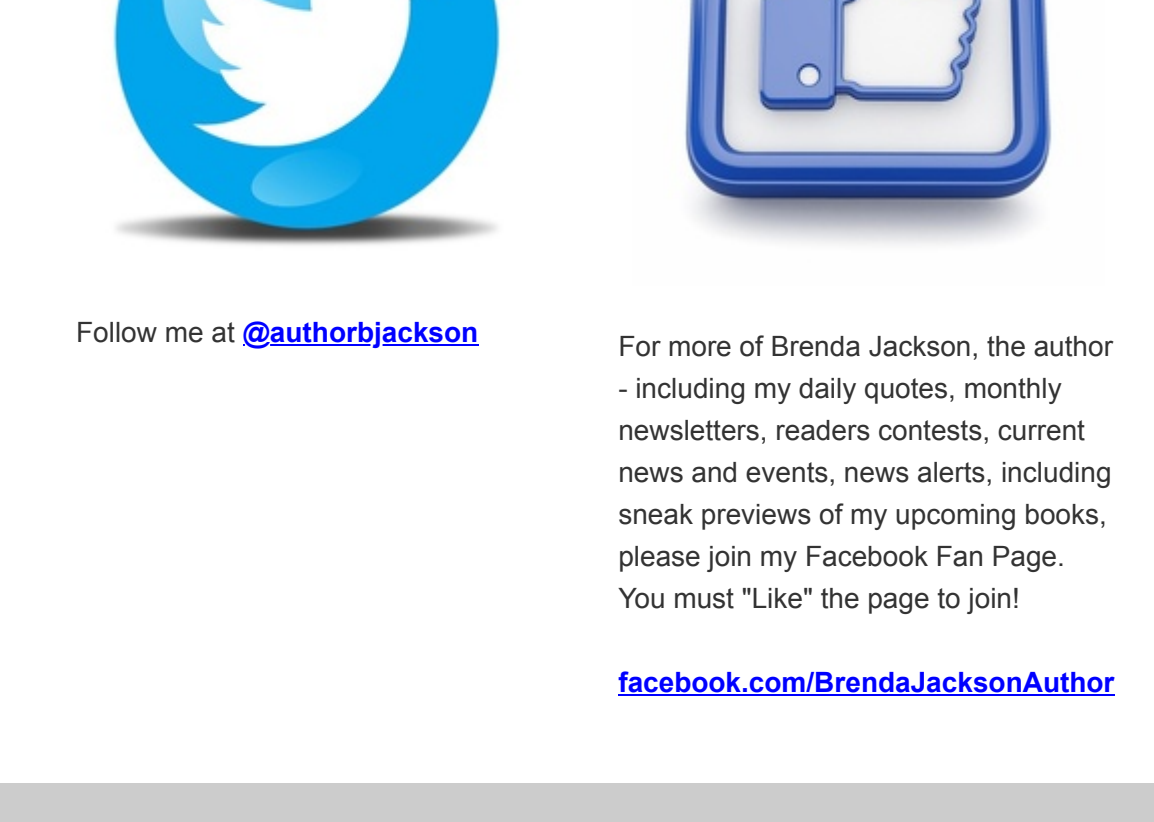 Follow me at @authorbjackson
For more of Brenda Jackson, the author
- including my daily quotes, monthly
newsletters, readers contests, current
news and events, news alerts, including
sneak previews of my upcoming books,
please join my Facebook Fan Page.
You must "Like" the page to join!
facebook.com/BrendaJacksonAuthor